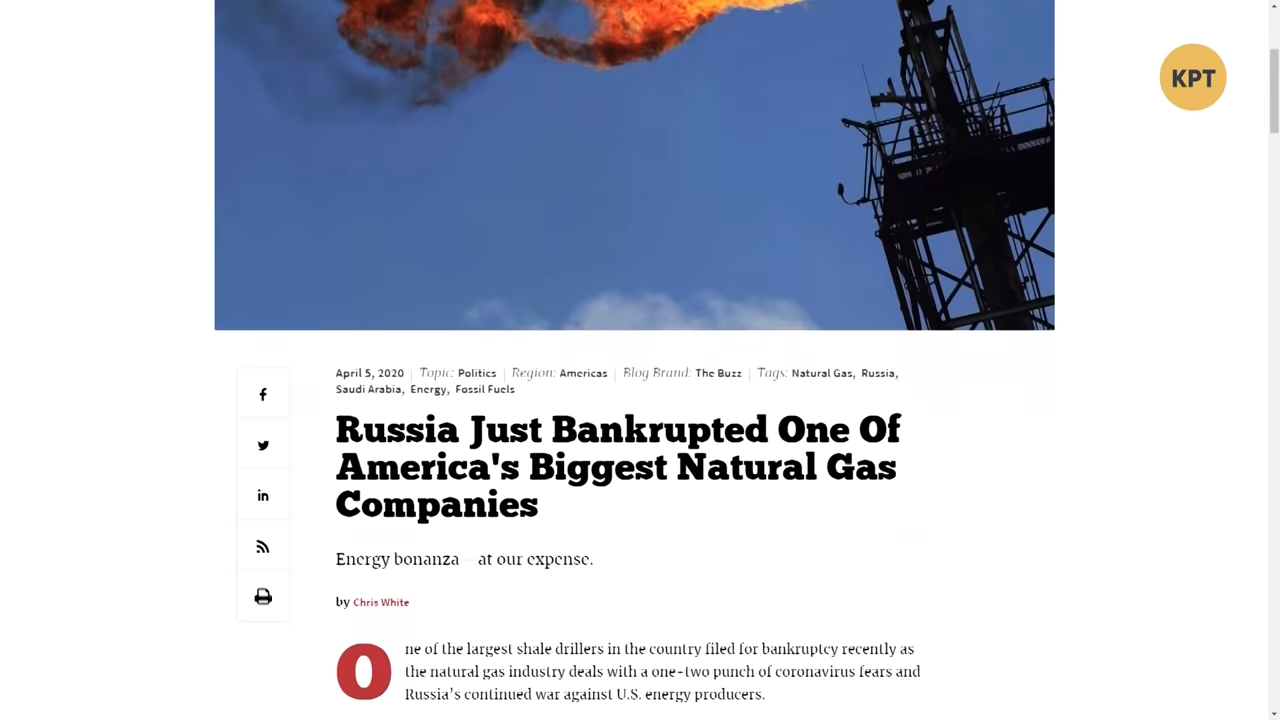 KPT
April 5, 2020 | Topic: Politics | Region: Americas | Blog Brand: The Buzz | Tags: Natural Gas, Russia,
Saudi Arabia, Energy, Fossil Fuels
Russia Just Bankrupted One Of
America's Biggest Natural Gas
Companies
Energy bonanza—at our expense.
by Chris White
One of the largest shale drillers in the country filed for bankruptcy recently as
the natural gas industry deals with a one-two punch of coronavirus fears and
Russia’s continued war against U.S. energy producers.